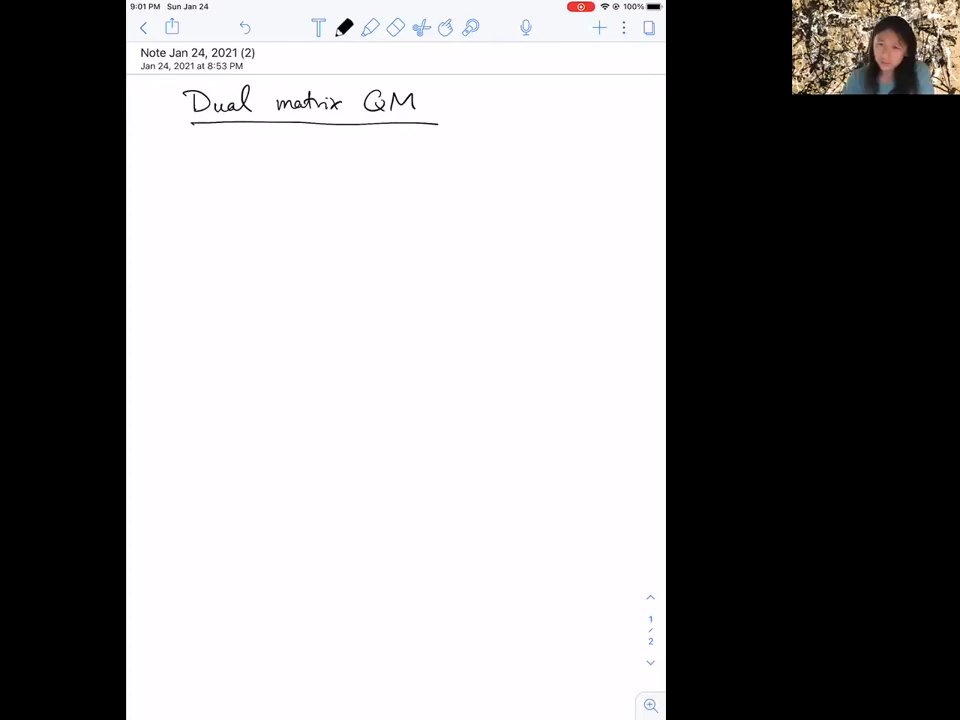 9:01 PM Sun Jan 24 100%
T
Note Jan 24, 2021 (2)
Jan 24, 2021 at 8:53 PM
Dual matrix QM
1
/
2